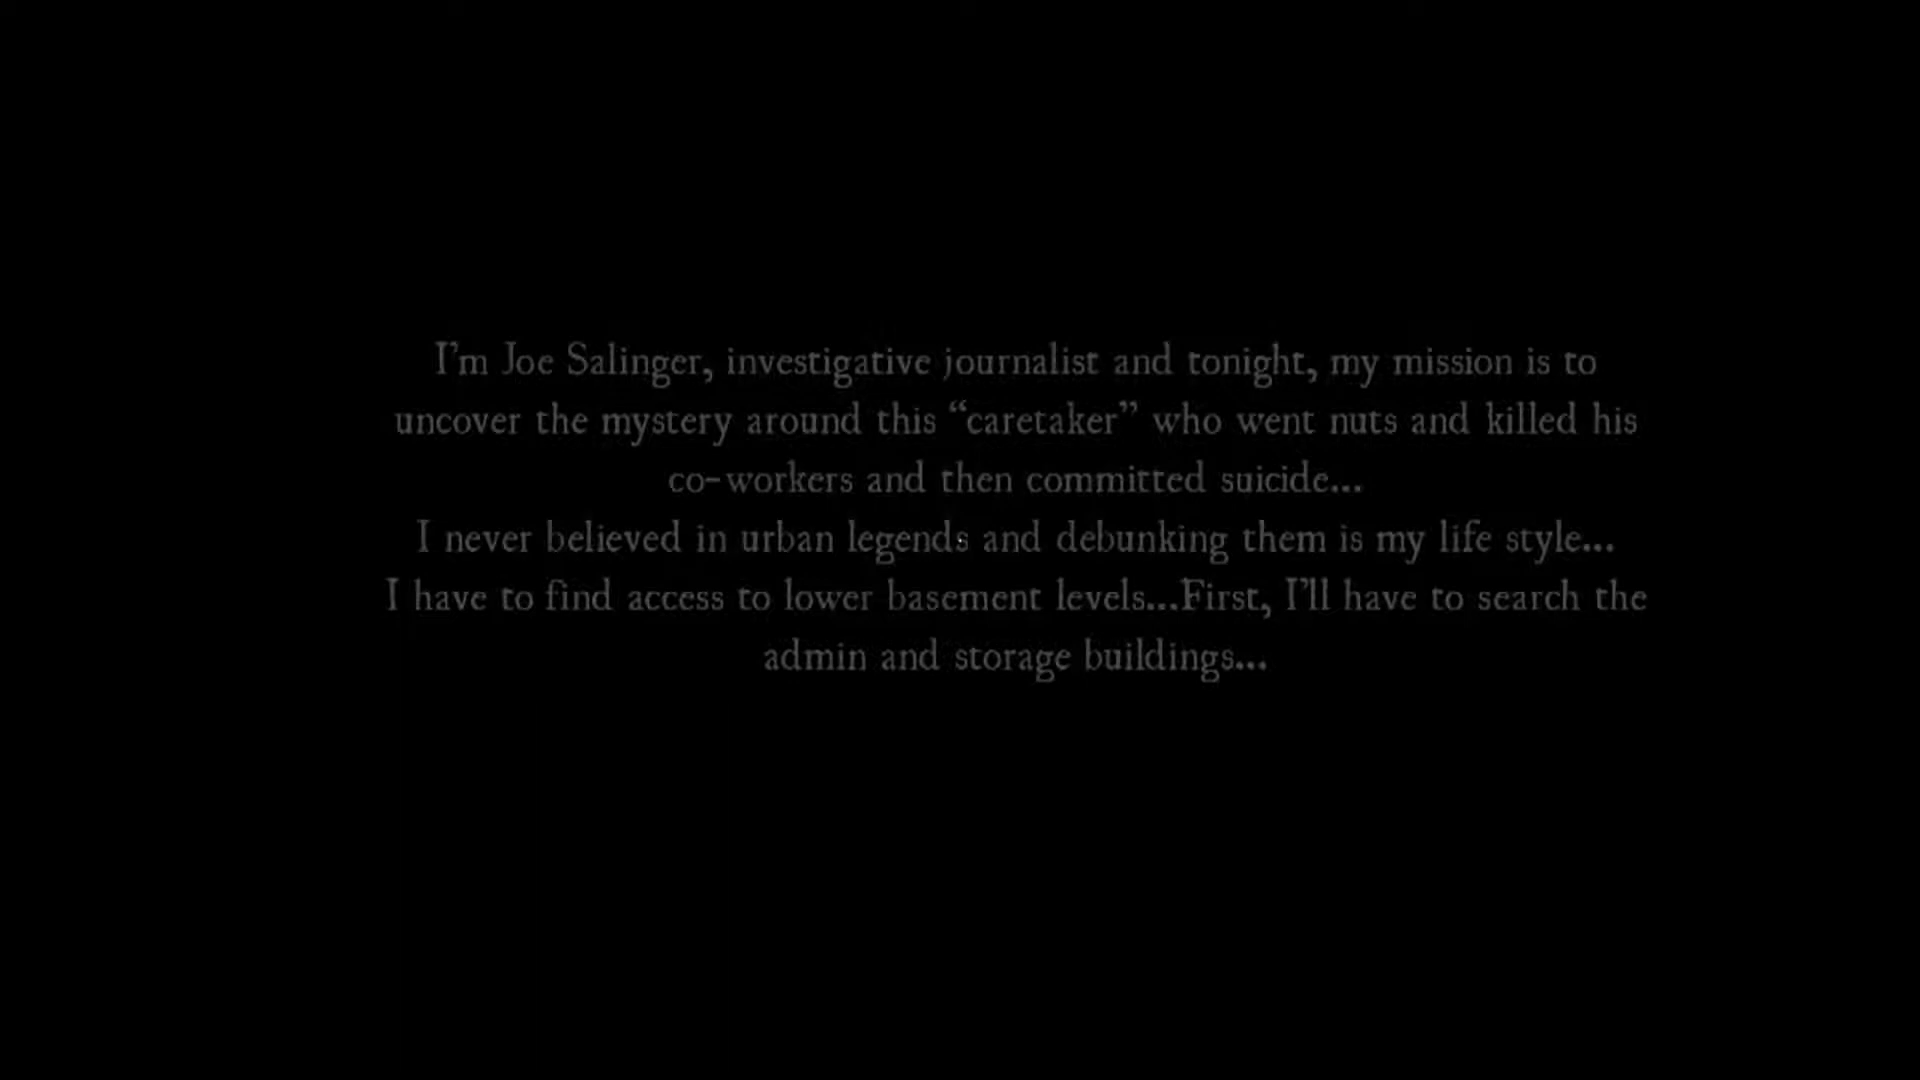 I'm Joe Salinger, investigative journalist and tonight, my mission is to
uncover the mystery around this “caretaker” who went nuts and killed his
co-workers and then committed suicide...
I never believed in urban legends and debunking them is my life style...
I have to find access to lower basement levels...First, I'll have to search the
admin and storage buildings...